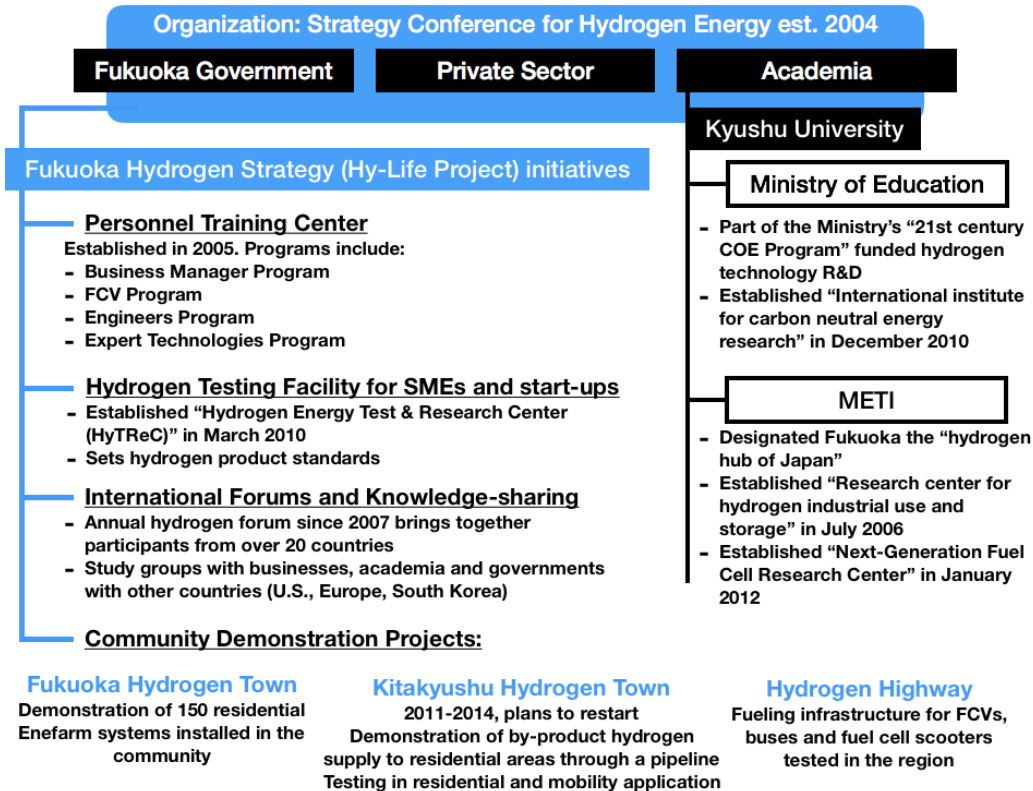 Organization: Strategy Conference for Hydrogen Energy est. 2004
Fukuoka Government
Private Sector
Academia
Kyushu University
Fukuoka Hydrogen Strategy (Hy-Life Project) initiatives
Personnel Training Center
Established in 2005. Programs include:
- Business Manager Program
- FCV Program
- Engineers Program
- Expert Technologies Program
Hydrogen Testing Facility for SMEs and start-ups
- Established “Hydrogen Energy Test & Research Center
(HyTReC)” in March 2010
- Sets hydrogen product standards
International Forums and Knowledge-sharing
- Annual hydrogen forum since 2007 brings together
participants from over 20 countries
- Study groups with businesses, academia and governments
with other countries (U.S., Europe, South Korea)
Community Demonstration Projects:
Ministry of Education
- Part of the Ministry’s “21st century
COE Program” funded hydrogen
technology R&D
- Established “International institute
for carbon neutral energy
research” in December 2010
METI
- Designated Fukuoka the “hydrogen
hub of Japan”
- Established “Research center for
hydrogen industrial use and
storage” in July 2006
- Established “Next-Generation Fuel
Cell Research Center” in January
2012
Fukuoka Hydrogen Town
Demonstration of 150 residential
Enefarm systems installed in the
community
Kitakyushu Hydrogen Town
2011-2014, plans to restart
Demonstration of by-product hydrogen
supply to residential areas through a pipeline
Testing in residential and mobility application
Hydrogen Highway
Fueling infrastructure for FCVs,
buses and fuel cell scooters
tested in the region